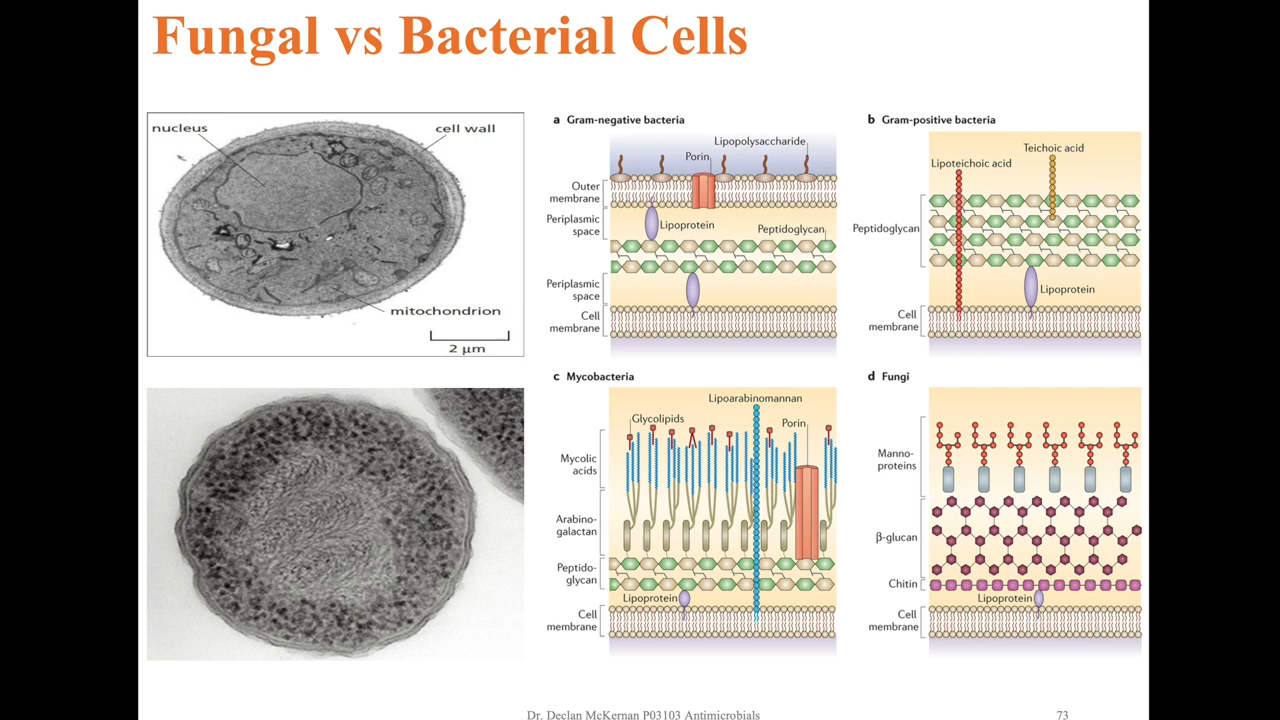 Fungal vs Bacterial Cells
nucleus
cell wall
mitochondrion
2 μm
a Gram-negative bacteria
Lipopolysaccharide
Porin
Outer
membrane
Periplasmic
space
Lipoprotein
Peptidoglycan
Periplasmic
space
Cell
membrane
b Gram-positive bacteria
Teichoic acid
Lipoteichoic acid
Peptidoglycan
Lipoprotein
Cell
membrane
c Mycobacteria
Lipoarabinomannan
Glycolipids
Porin
Mycolic
acids
Arabino-
galactan
Peptido-
glycan
Lipoprotein
Cell
membrane
d Fungi
Manno-
proteins
β-glucan
Chitin
Lipoprotein
Cell
membrane
Dr. Declan McKernan P03103 Antimicrobials
73